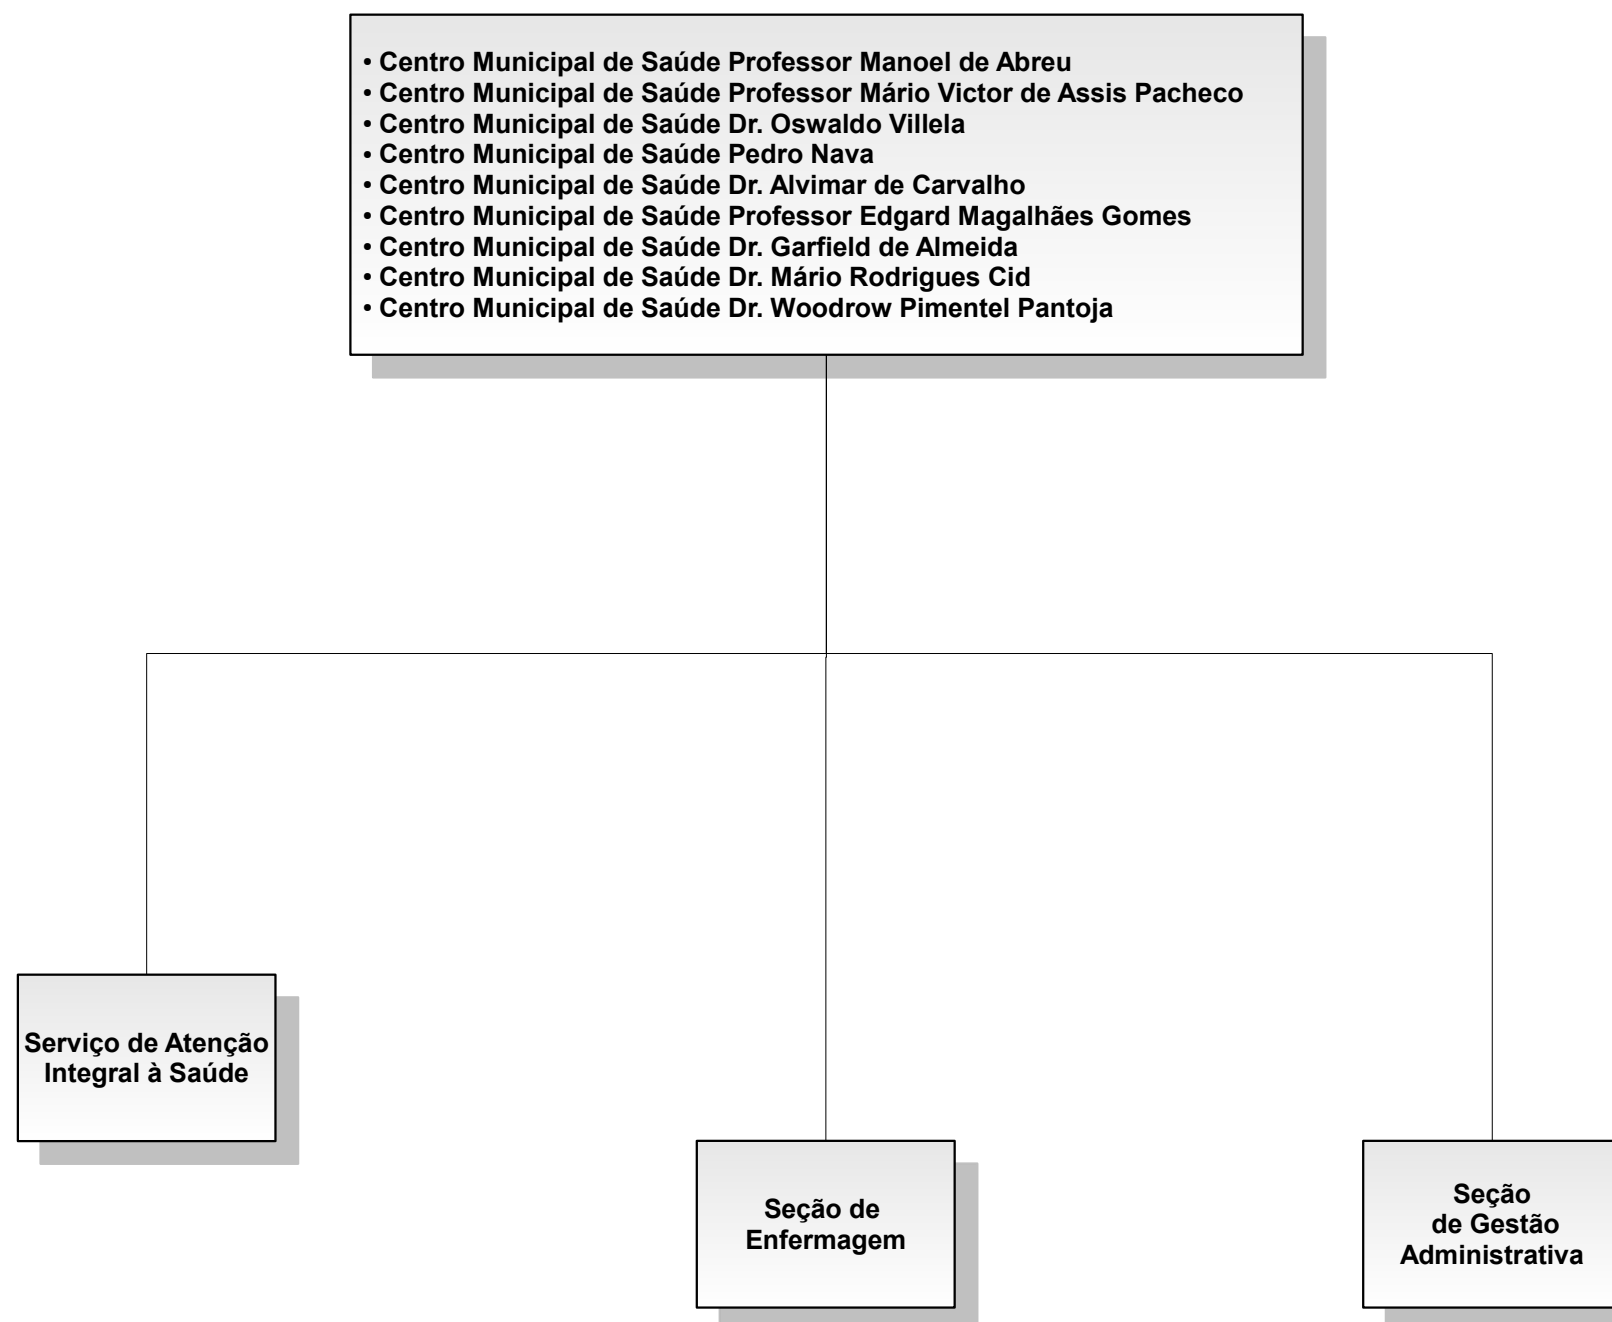 • Centro Municipal de Saúde Professor Manoel de Abreu
• Centro Municipal de Saúde Professor Mário Victor de Assis Pacheco
• Centro Municipal de Saúde Dr. Oswaldo Villela
• Centro Municipal de Saúde Pedro Nava
• Centro Municipal de Saúde Dr. Alvimar de Carvalho
• Centro Municipal de Saúde Professor Edgard Magalhães Gomes
• Centro Municipal de Saúde Dr. Garfield de Almeida
• Centro Municipal de Saúde Dr. Mário Rodrigues Cid
• Centro Municipal de Saúde Dr. Woodrow Pimentel Pantoja
Serviço de Atenção
Integral à Saúde
Seção de
Enfermagem
Seção
de Gestão
Administrativa